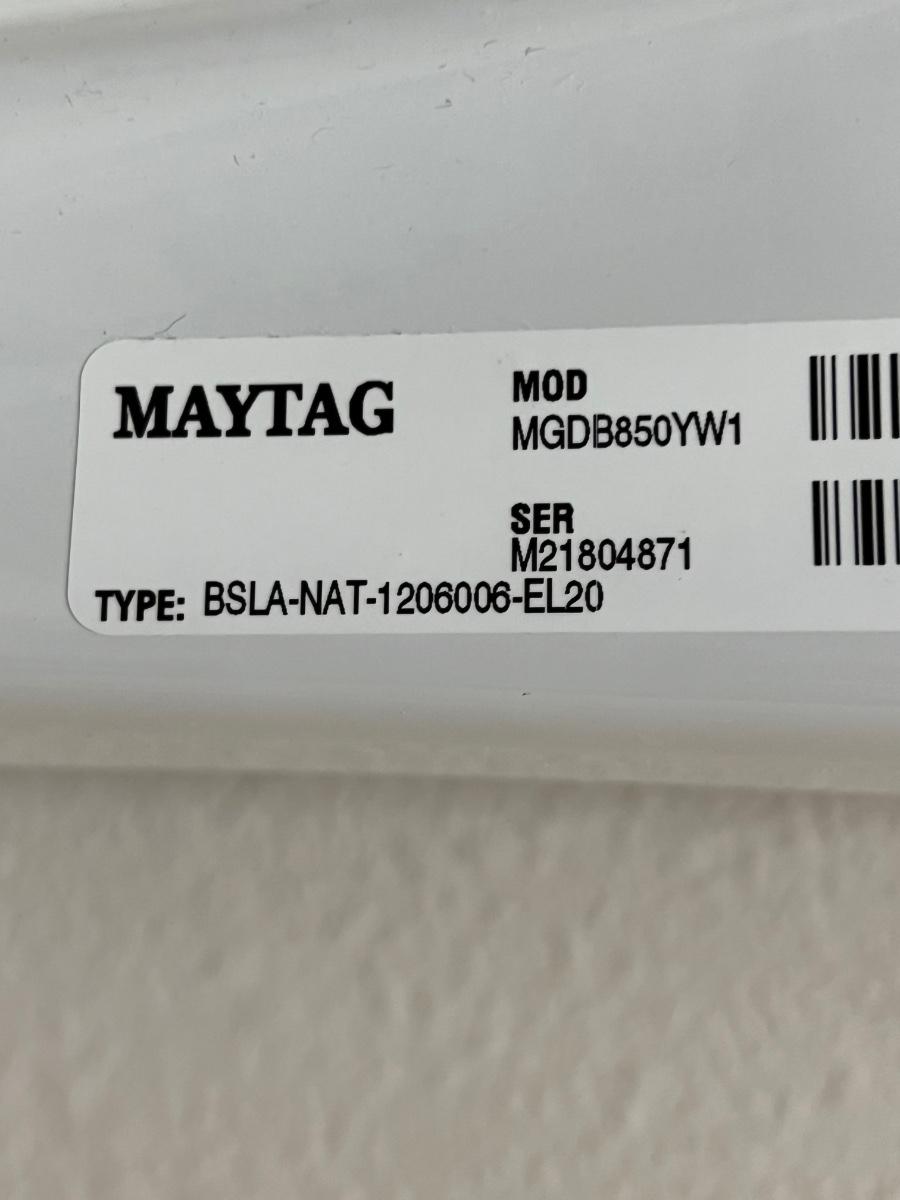 MAYTAG
MOD
MGDB850YW1
SER
M21804871
TYPE: BSLA-NAT-1206006-EL20